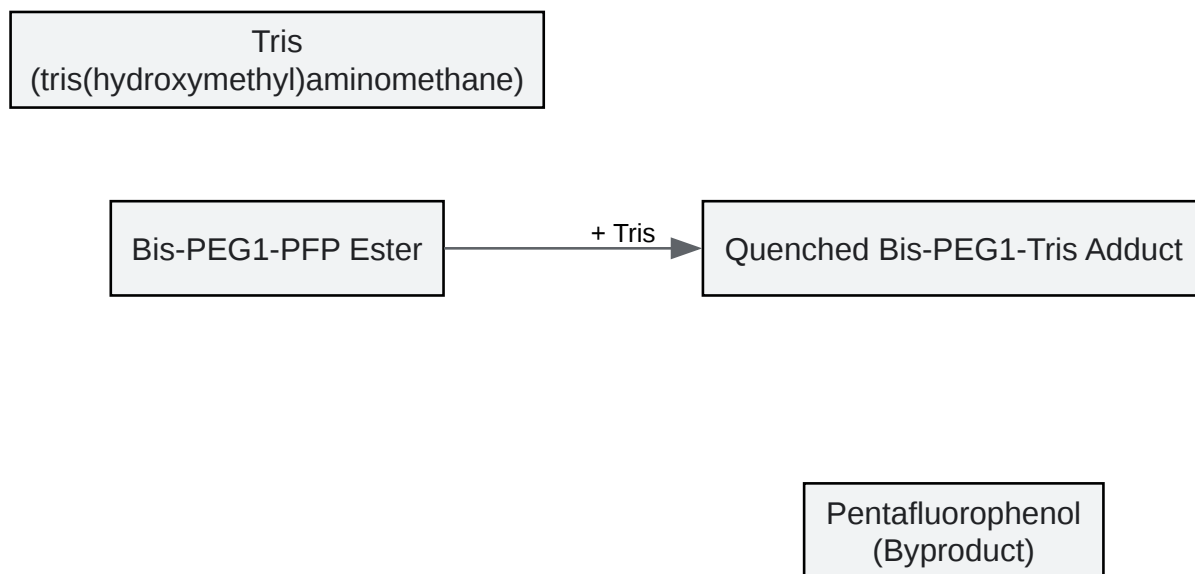 Tris
(tris(hydroxymethyl)aminomethane)
Bis-PEG1-PFP Ester
+ Tris
Quenched Bis-PEG1-Tris Adduct
Pentafluorophenol
(Byproduct)